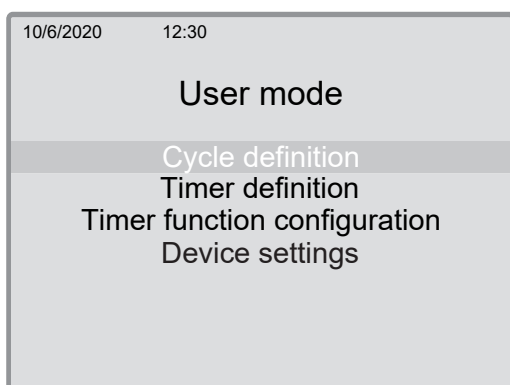 10/6/2020 12:30
User mode
Cycle definition
Timer definition
Timer function configuration
Device settings